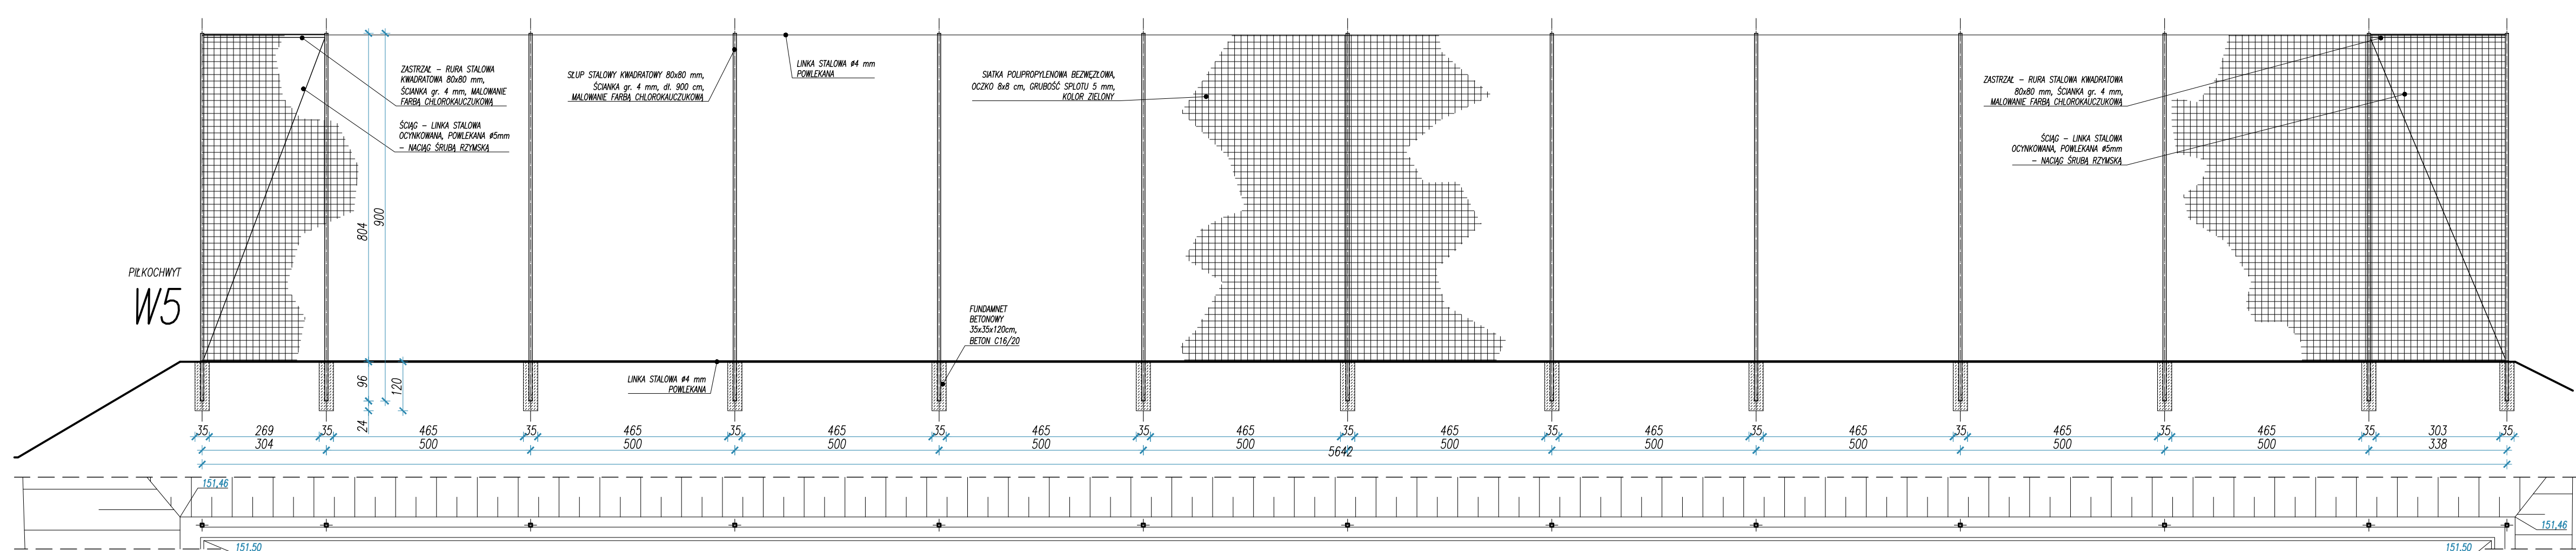 ZASTRZAŁ – RURA STALOWA
KWADRATOWA 80x80 mm,
ŚCIANKA gr. 4 mm, MALOWANIE
FARBĄ CHLOROKAUCZUKOWĄ
ŚCIĄG – LINKA STALOWA
OCYNKOWANA, POWLEKANA ø5mm
– NACIĄG ŚRUBĄ RZYMSKĄ
SŁUP STALOWY KWADRATOWY 80x80 mm,
ŚCIANKA gr. 4 mm, dł. 900 cm,
MALOWANIE FARBĄ CHLOROKAUCZUKOWĄ
LINKA STALOWA ø4 mm
POWLEKANA
SIATKA POLIPROPYLENOWA BEZWĘZŁOWA,
OCZKO 8x8 cm, GRUBOŚĆ SPLOTU 5 mm,
KOLOR ZIELONY
ZASTRZAŁ – RURA STALOWA KWADRATOWA
80x80 mm, ŚCIANKA gr. 4 mm,
MALOWANIE FARBĄ CHLOROKAUCZUKOWĄ
ŚCIĄG – LINKA STALOWA
OCYNKOWANA, POWLEKANA ø5mm
– NACIĄG ŚRUBĄ RZYMSKĄ
804
900
PIŁKOCHWYT
W5
FUNDAMNET
BETONOWY
35x35x120cm,
BETON C16/20
LINKA STALOWA ø4 mm
POWLEKANA
96
120
24
35 269 35 465 35 465 35 465 35 465 35 465 35 465 35 465 35 465 35 465 35 465 35 303 35
304 500 500 500 500 500 500 500 500 500 500 338
5642
151,46
151,46
151,50
151,50